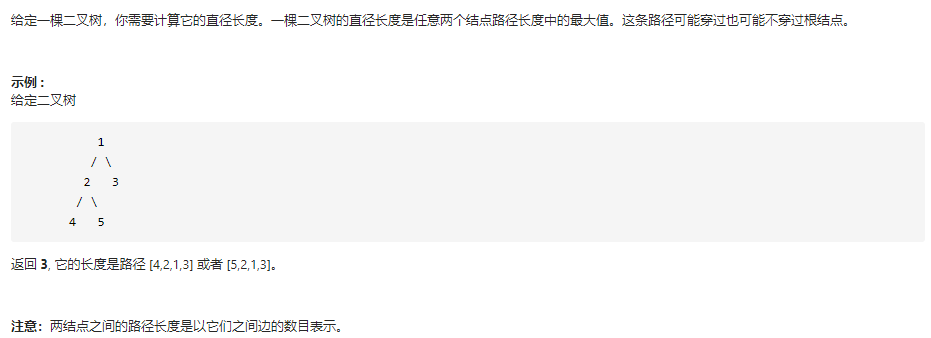 给定一棵二叉树，你需要计算它的直径长度。一棵二叉树的直径长度是任意两个结点路径长度中的最大值。这条路径可能穿过也可能不穿过根结点。
示例 :
给定二叉树
1
/ \
2   3
/ \
4   5
返回 3, 它的长度是路径 [4,2,1,3] 或者 [5,2,1,3]。
注意：两结点之间的路径长度是以它们之间边的数目表示。